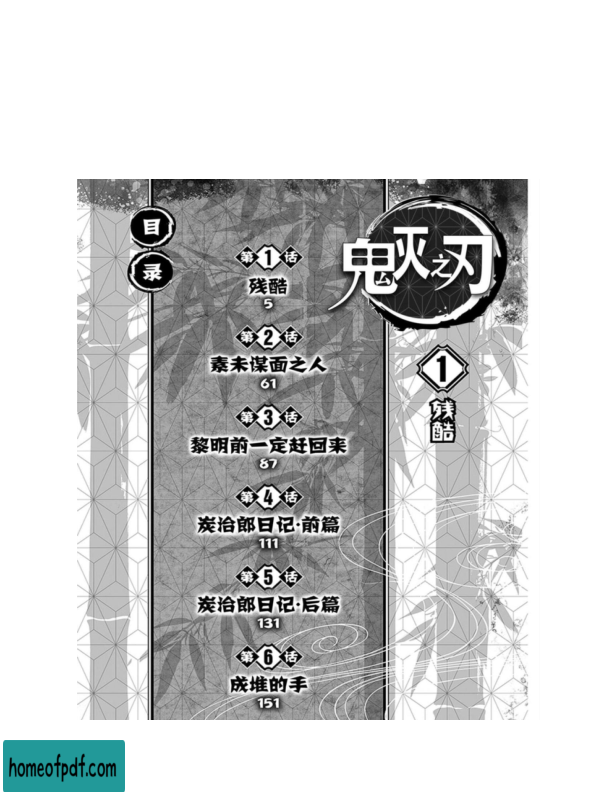 鬼灭之刃
1
残酷
目录
第1话
残酷
5
第2话
素未谋面之人
61
第3话
黎明前一定赶回来
87
第4话
炭治郎日记·前篇
111
第5话
炭治郎日记·后篇
131
第6话
成堆的手
151
homeofpdf.com